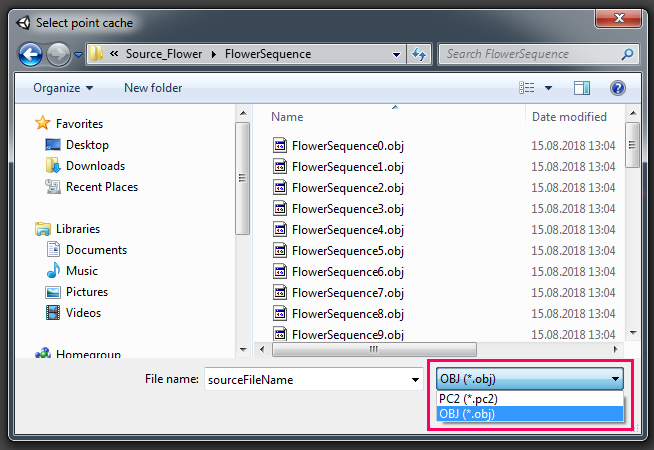 Select point cache
« Source_Flower FlowerSequence
Search FlowerSequence
Organize New folder
Favorites
Desktop
Downloads
Recent Places
Libraries
Documents
Music
Pictures
Videos
Homegroup
Name Date modified
FlowerSequence0.obj 15.08.2018 13:04
FlowerSequence1.obj 15.08.2018 13:04
FlowerSequence2.obj 15.08.2018 13:04
FlowerSequence3.obj 15.08.2018 13:04
FlowerSequence4.obj 15.08.2018 13:04
FlowerSequence5.obj 15.08.2018 13:04
FlowerSequence6.obj 15.08.2018 13:04
FlowerSequence7.obj 15.08.2018 13:04
FlowerSequence8.obj 15.08.2018 13:04
FlowerSequence9.obj 15.08.2018 13:04
File name: sourceFileName
OBJ (*.obj)
PC2 (*.pc2)
OBJ (*.obj)